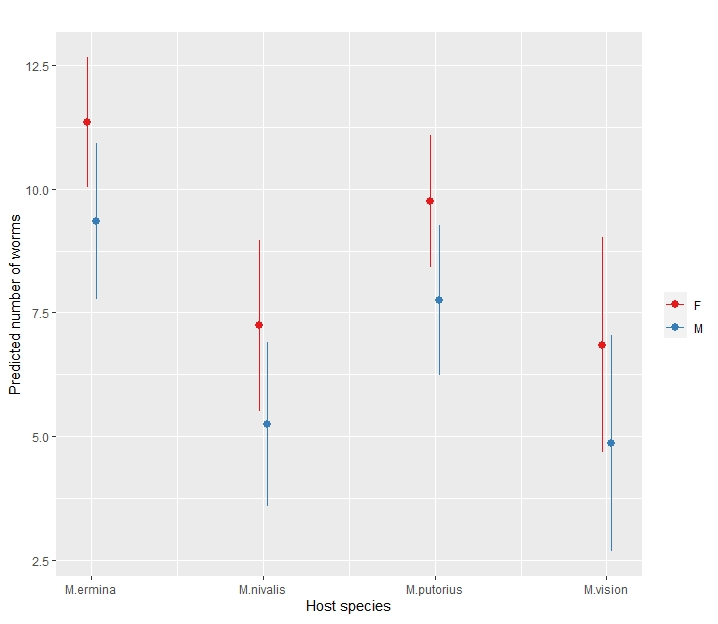 Predicted number of worms
12.5
10.0
7.5
5.0
2.5
M.ermina
M.nivalis
M.putorius
M.vision
Host species
F
M